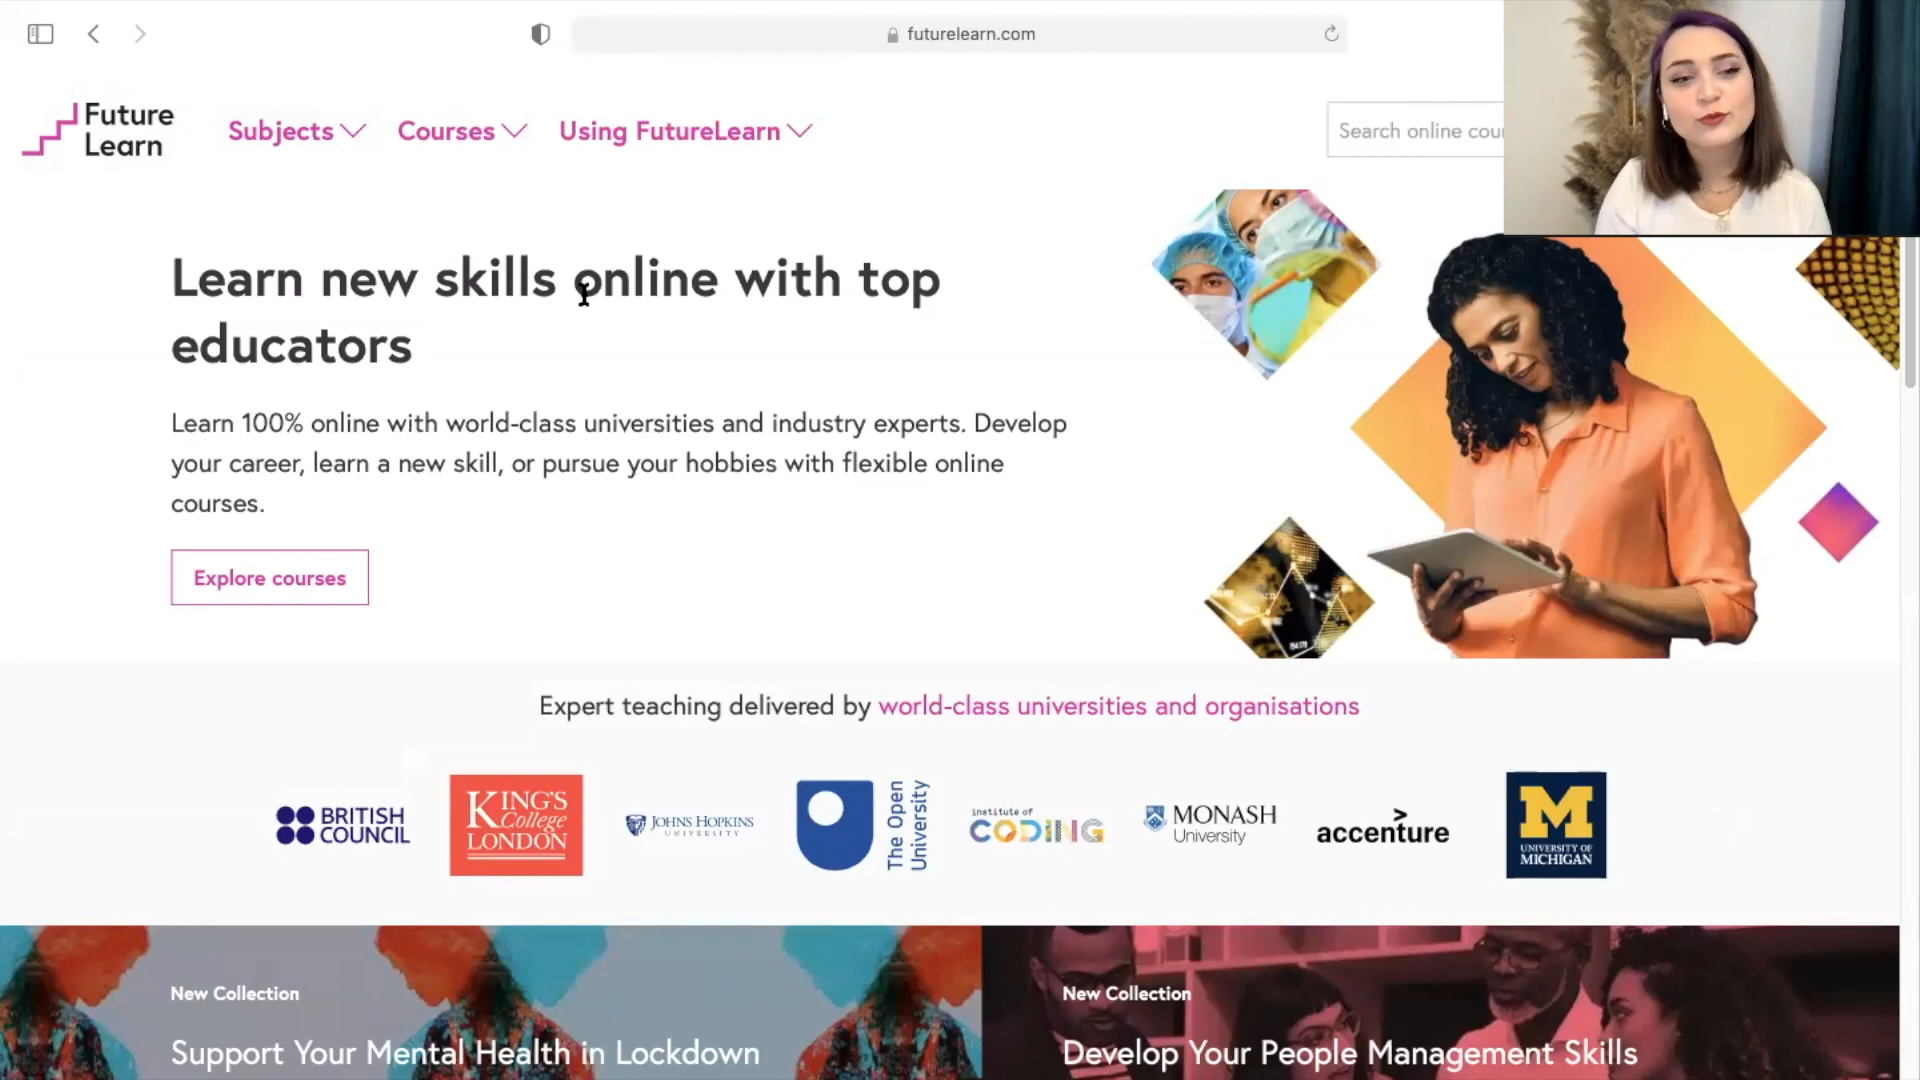 futurelearn.com
Future
Learn
Subjects
Courses
Using FutureLearn
Search online cou
Learn new skills online with top
educators
Learn 100% online with world-class universities and industry experts. Develop
your career, learn a new skill, or pursue your hobbies with flexible online
courses.
Explore courses
Expert teaching delivered by world-class universities and organisations
BRITISH
COUNCIL
KING'S
College
LONDON
JOHNS HOPKINS
UNIVERSITY
The Open
University
institute of
CODING
MONASH
University
accenture
M
UNIVERSITY OF
MICHIGAN
New Collection
Support Your Mental Health in Lockdown
New Collection
Develop Your People Management Skills